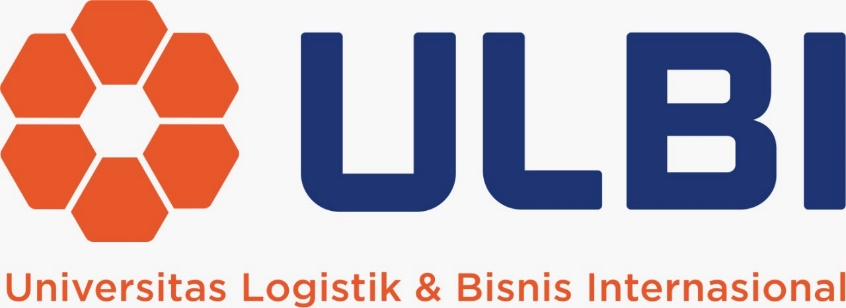 ULBI
Universitas Logistik & Bisnis Internasional